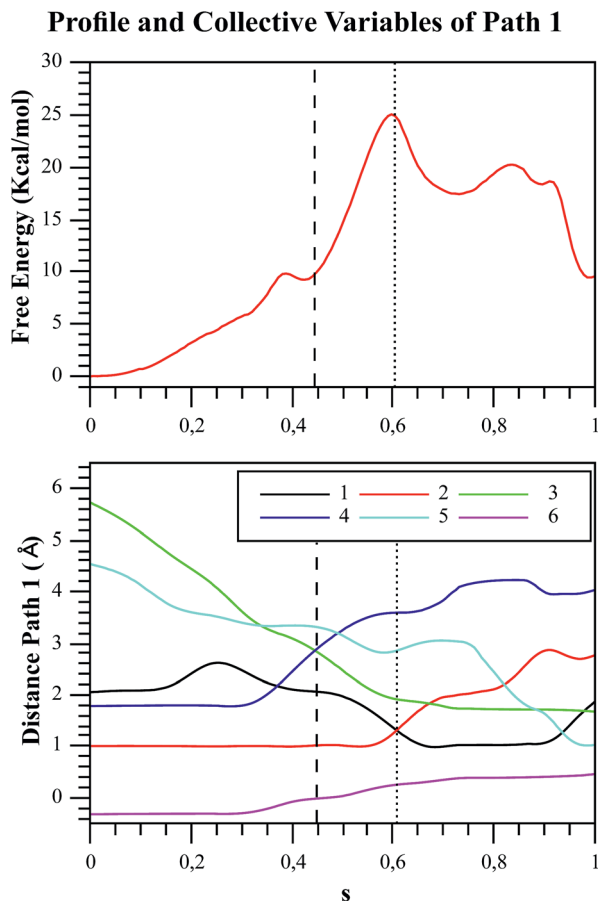 Profile and Collective Variables of Path 1
Free Energy (Kcal/mol)
30
25
20
15
10
5
0
0 0,2 0,4 0,6 0,8 1
Distance Path 1 (Å)
6
5
4
3
2
1
0
1 2 3
4 5 6
0 0,2 0,4 0,6 0,8 1
s